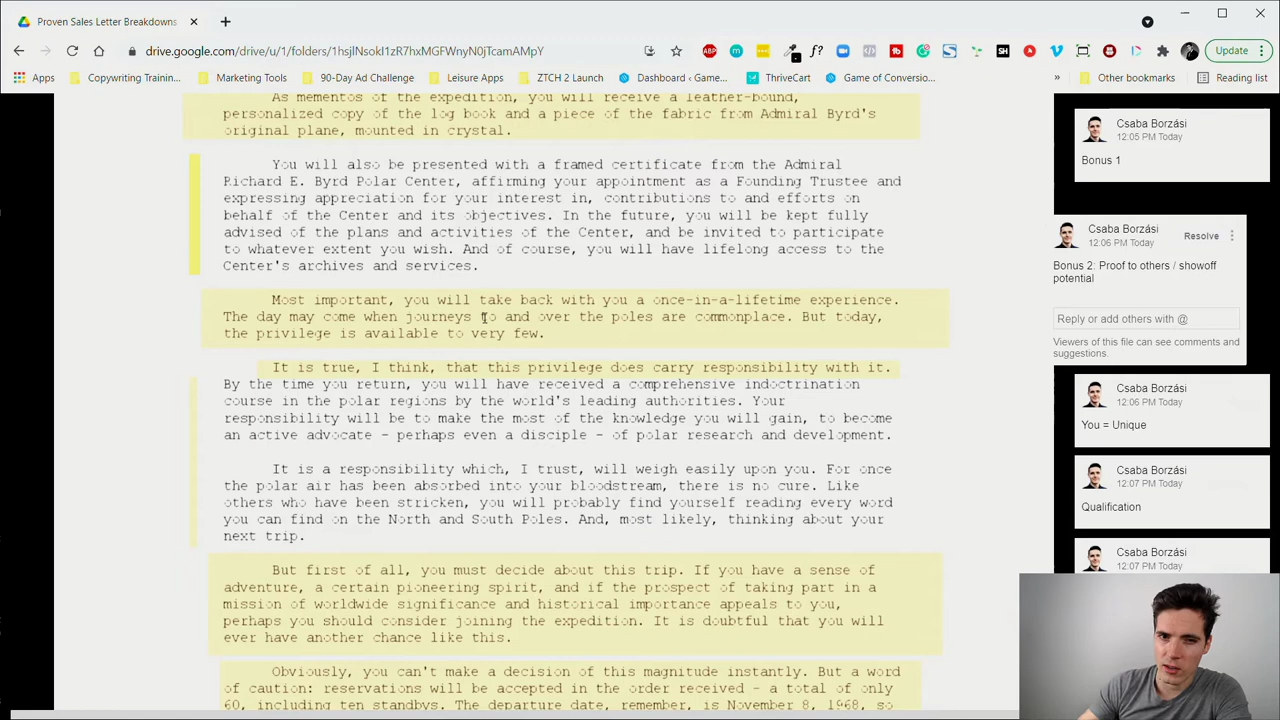 Proven Sales Letter Breakdowns
drive.google.com/drive/u/1/folders/1hsjlNsokI1zR7hxMGFWnyN0jTcamAMpY
Update
Apps
Copywriting Trainin...
Marketing Tools
90-Day Ad Challenge
Leisure Apps
ZTCH 2 Launch
Dashboard ‹ Game...
ThriveCart
Game of Conversio...
»
Other bookmarks
Reading list
As mementos of the expedition, you will receive a leather-bound,
personalized copy of the log book and a piece of the fabric from Admiral Byrd's
original plane, mounted in crystal.
You will also be presented with a framed certificate from the Admiral
Richard E. Byrd Polar Center, affirming your appointment as a Founding Trustee and
expressing appreciation for your interest in, contributions to and efforts on
behalf of the Center and its objectives. In the future, you will be kept fully
advised of the plans and activities of the Center, and be invited to participate
to whatever extent you wish. And of course, you will have lifelong access to the
Center's archives and services.
Most important, you will take back with you a once-in-a-lifetime experience.
The day may come when journeys to and over the poles are commonplace. But today,
the privilege is available to very few.
It is true, I think, that this privilege does carry responsibility with it.
By the time you return, you will have received a comprehensive indoctrination
course in the polar regions by the world's leading authorities. Your
responsibility will be to make the most of the knowledge you will gain, to become
an active advocate - perhaps even a disciple - of polar research and development.
It is a responsibility which, I trust, will weigh easily upon you. For once
the polar air has been absorbed into your bloodstream, there is no cure. Like
others who have been stricken, you will probably find yourself reading every word
you can find on the North and South Poles. And, most likely, thinking about your
next trip.
But first of all, you must decide about this trip. If you have a sense of
adventure, a certain pioneering spirit, and if the prospect of taking part in a
mission of worldwide significance and historical importance appeals to you,
perhaps you should consider joining the expedition. It is doubtful that you will
ever have another chance like this.
Obviously, you can't make a decision of this magnitude instantly. But a word
of caution: reservations will be accepted in the order received - a total of only
60, including ten standbys. The departure date, remember, is November 8, 1968, so
Csaba Borzási
12:05 PM Today
Bonus 1
Csaba Borzási
12:06 PM Today
Resolve
Bonus 2: Proof to others / showoff
potential
Reply or add others with @
Viewers of this file can see comments and
suggestions.
Csaba Borzási
12:06 PM Today
You = Unique
Csaba Borzási
12:07 PM Today
Qualification
Csaba Borzási
12:07 PM Today